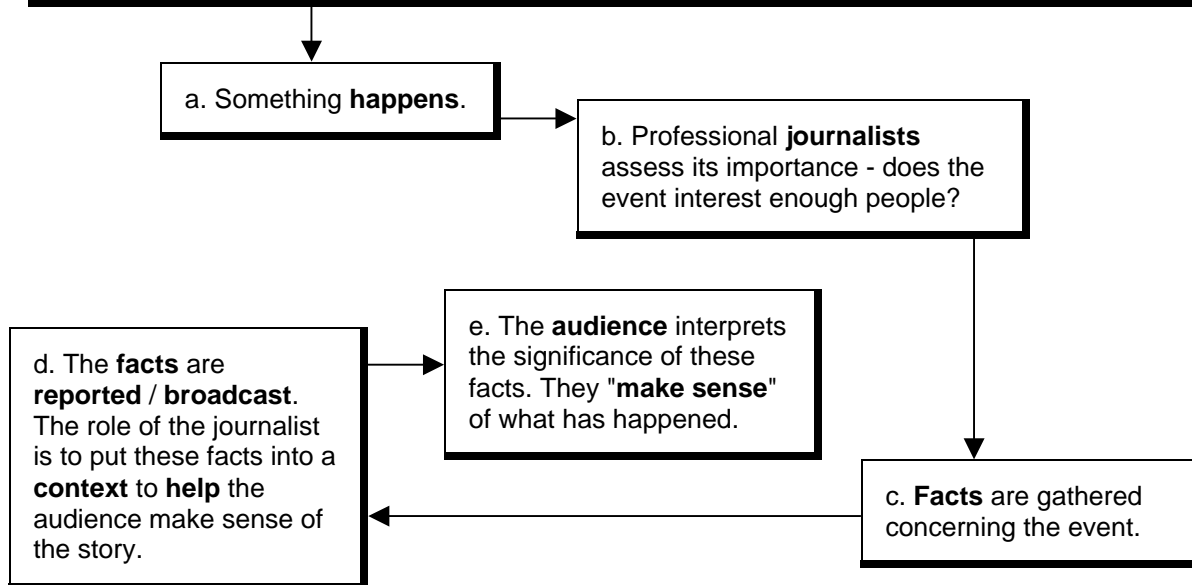 a. Something happens.
b. Professional journalists
assess its importance - does the
event interest enough people?
c. Facts are gathered
concerning the event.
d. The facts are
reported / broadcast.
The role of the journalist
is to put these facts into a
context to help the
audience make sense of
the story.
e. The audience interprets
the significance of these
facts. They "make sense"
of what has happened.